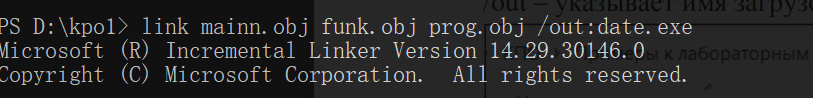 /out – указывает имя загрузо
PS D:\kpo1> link mainn.obj funk.obj prog.obj /out:date.exe
Microsoft (R) Incremental Linker Version 14.29.30146.0
Copyright (C) Microsoft Corporation.  All rights reserved.